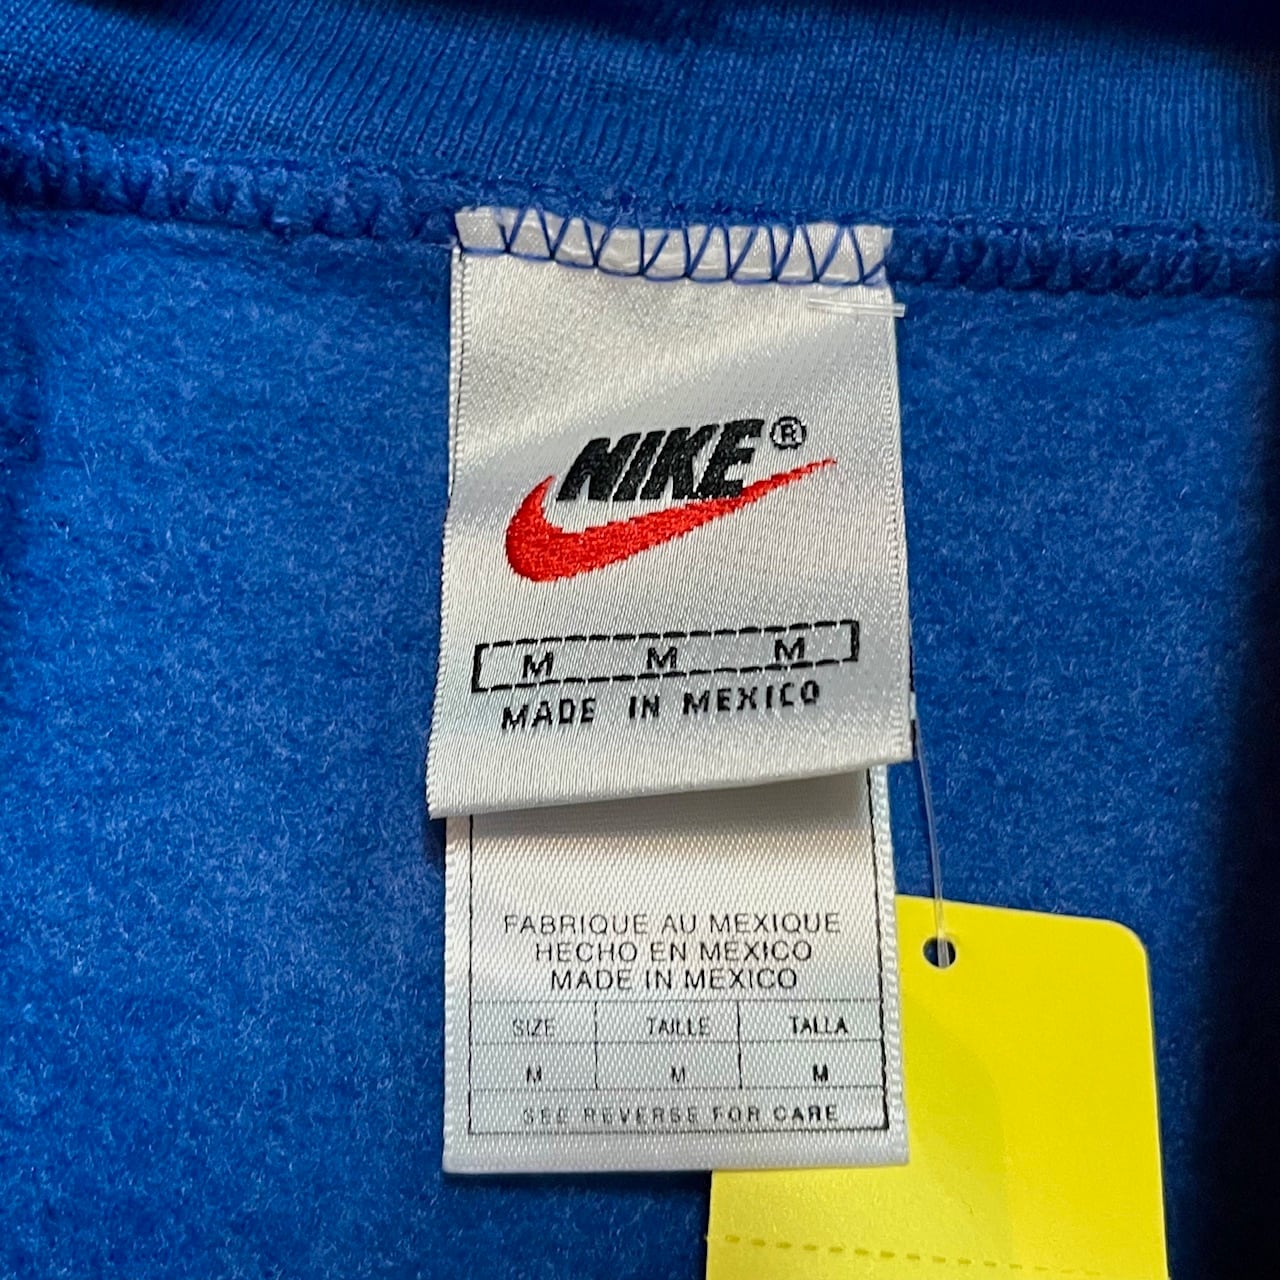 NIKE®
M M M
MADE IN MEXICO
FABRIQUE AU MEXIQUE
HECHO EN MEXICO
MADE IN MEXICO
SIZE TAILLE TALLA
M M M
SEE REVERSE FOR CARE